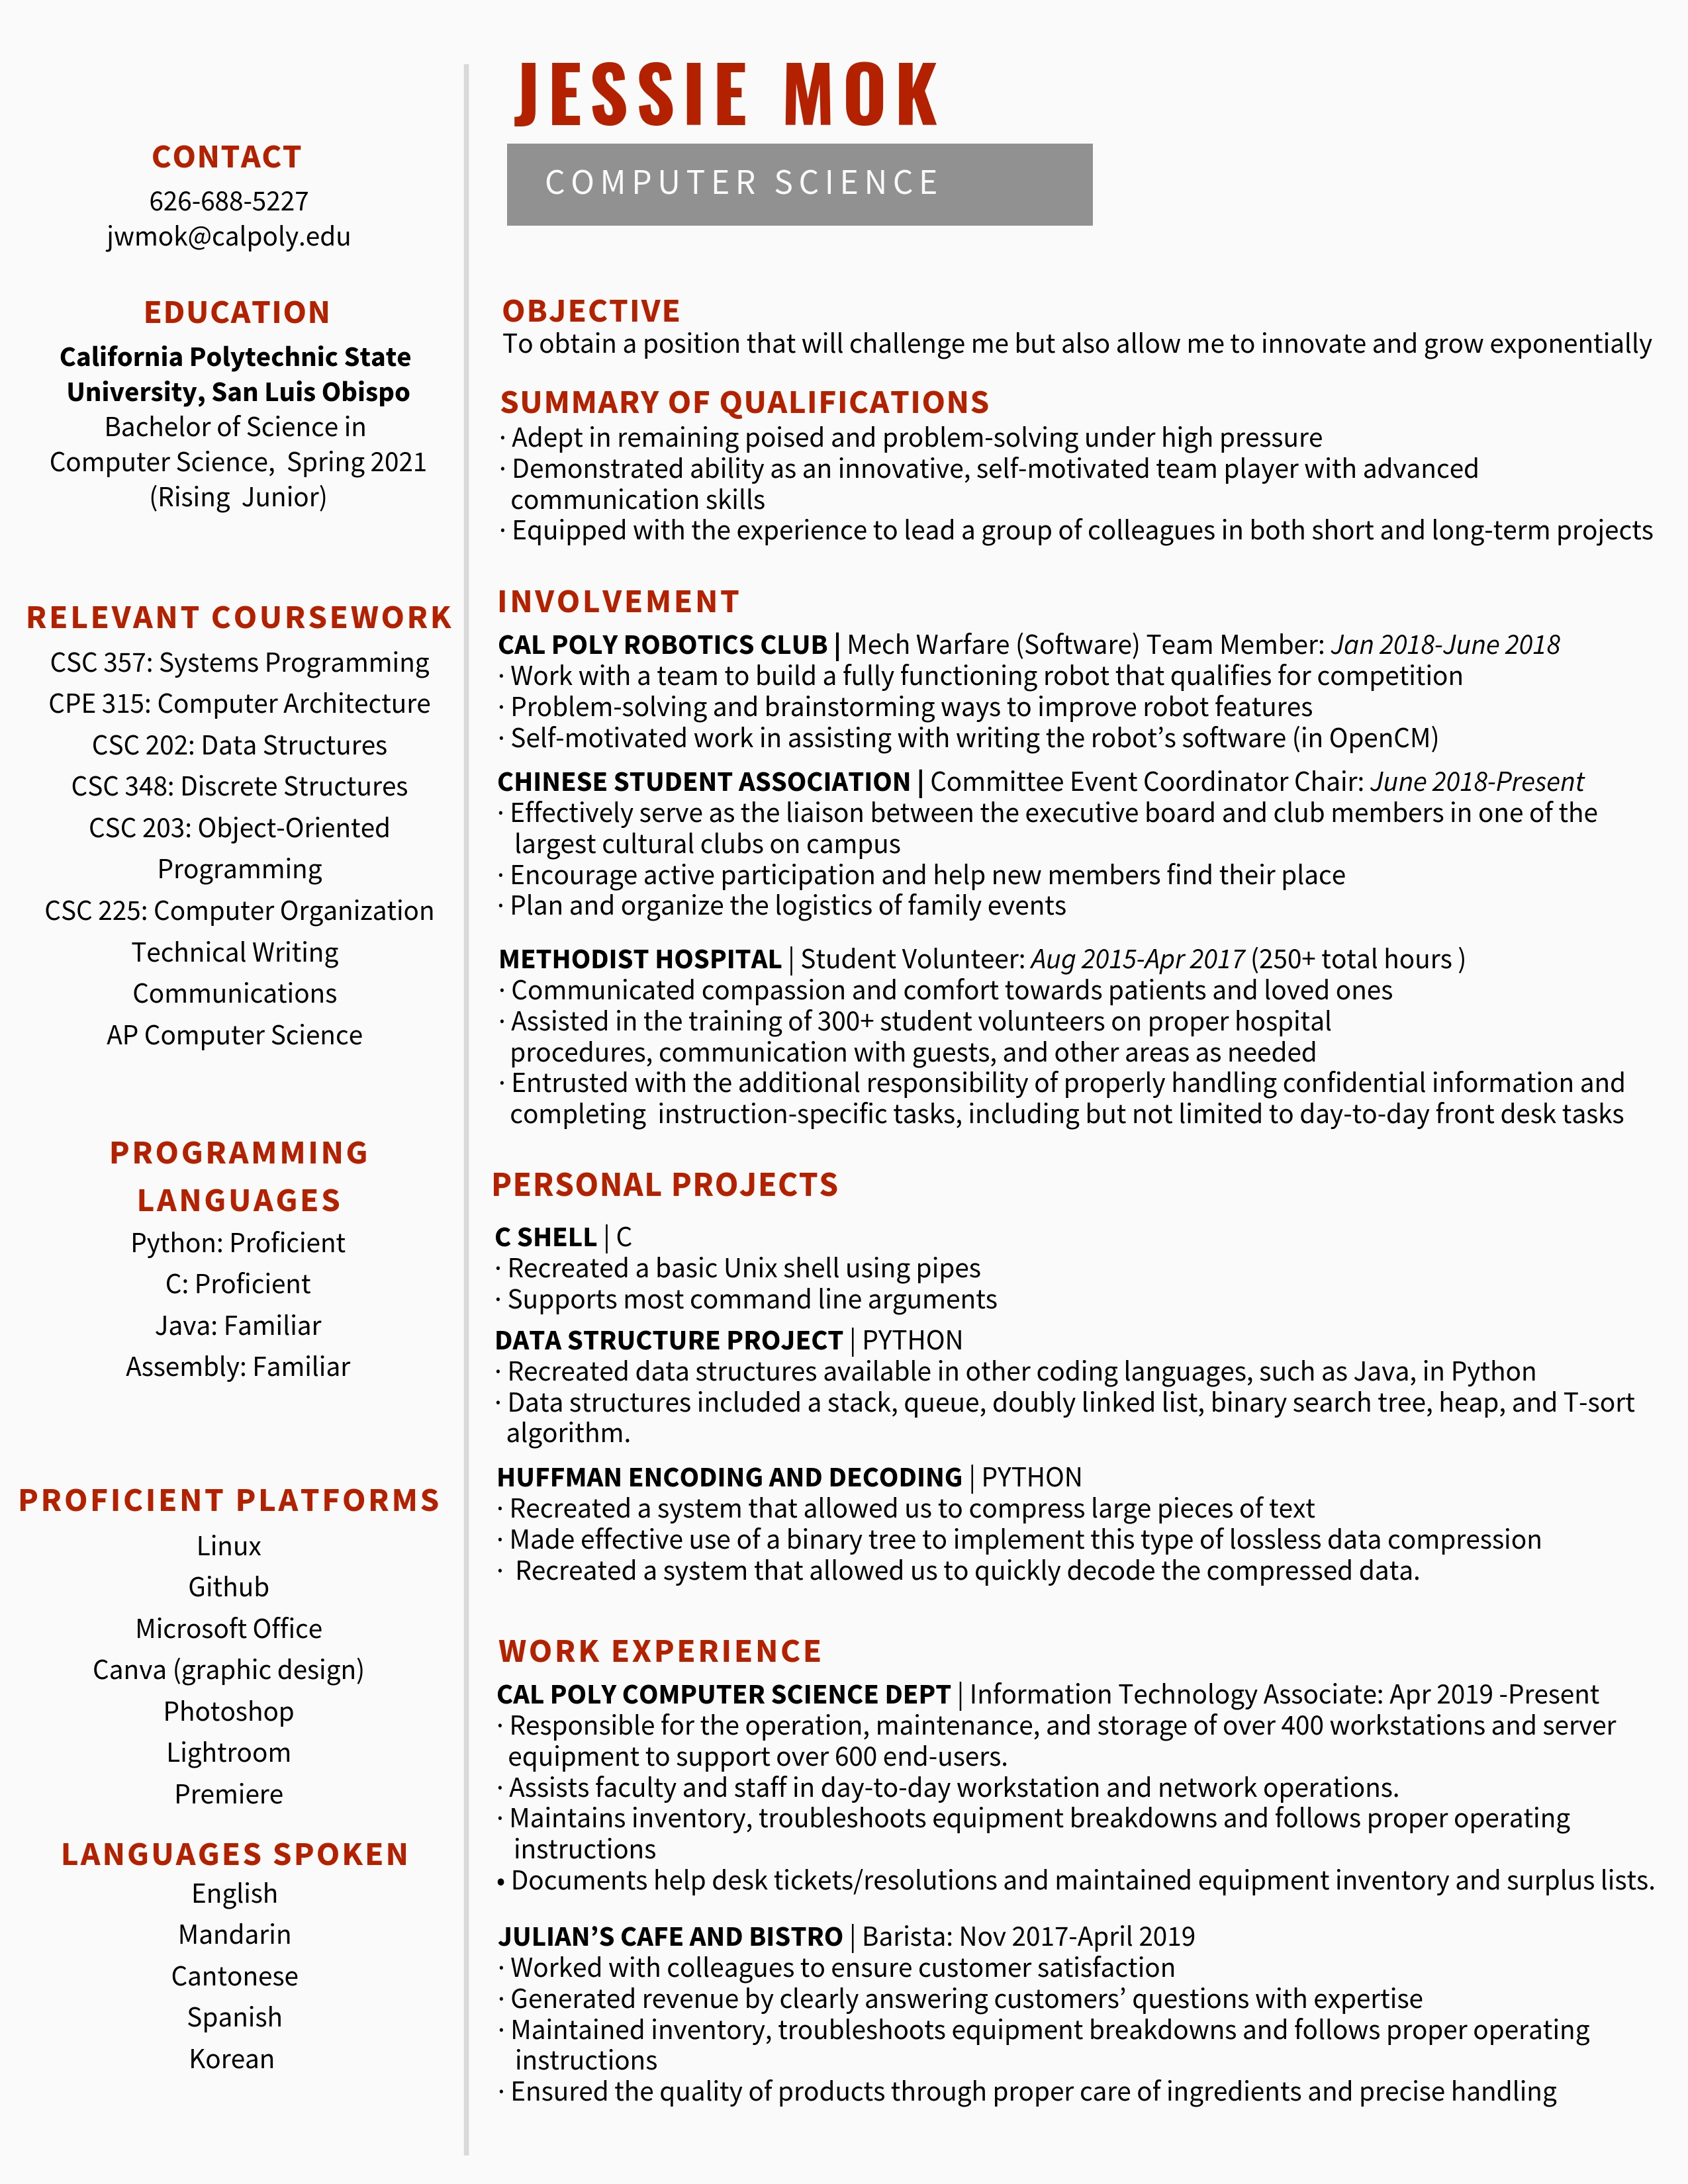 JESSIE MOK
COMPUTER SCIENCE
CONTACT
626-688-5227
jwmok@calpoly.edu
EDUCATION
California Polytechnic State
University, San Luis Obispo
Bachelor of Science in
Computer Science,  Spring 2021
(Rising  Junior)
RELEVANT COURSEWORK
CSC 357: Systems Programming
CPE 315: Computer Architecture
CSC 202: Data Structures
CSC 348: Discrete Structures
CSC 203: Object-Oriented
Programming
CSC 225: Computer Organization
Technical Writing
Communications
AP Computer Science
PROGRAMMING
LANGUAGES
Python: Proficient
C: Proficient
Java: Familiar
Assembly: Familiar
PROFICIENT PLATFORMS
Linux
Github
Microsoft Office
Canva (graphic design)
Photoshop
Lightroom
Premiere
LANGUAGES SPOKEN
English
Mandarin
Cantonese
Spanish
Korean
OBJECTIVE
To obtain a position that will challenge me but also allow me to innovate and grow exponentially
SUMMARY OF QUALIFICATIONS
· Adept in remaining poised and problem-solving under high pressure
· Demonstrated ability as an innovative, self-motivated team player with advanced
communication skills
· Equipped with the experience to lead a group of colleagues in both short and long-term projects
INVOLVEMENT
CAL POLY ROBOTICS CLUB | Mech Warfare (Software) Team Member: Jan 2018-June 2018
· Work with a team to build a fully functioning robot that qualifies for competition
· Problem-solving and brainstorming ways to improve robot features
· Self-motivated work in assisting with writing the robot’s software (in OpenCM)
CHINESE STUDENT ASSOCIATION | Committee Event Coordinator Chair: June 2018-Present
· Effectively serve as the liaison between the executive board and club members in one of the
largest cultural clubs on campus
· Encourage active participation and help new members find their place
· Plan and organize the logistics of family events
METHODIST HOSPITAL | Student Volunteer: Aug 2015-Apr 2017 (250+ total hours )
· Communicated compassion and comfort towards patients and loved ones
· Assisted in the training of 300+ student volunteers on proper hospital
procedures, communication with guests, and other areas as needed
· Entrusted with the additional responsibility of properly handling confidential information and
completing  instruction-specific tasks, including but not limited to day-to-day front desk tasks
PERSONAL PROJECTS
C SHELL | C
· Recreated a basic Unix shell using pipes
· Supports most command line arguments
DATA STRUCTURE PROJECT | PYTHON
· Recreated data structures available in other coding languages, such as Java, in Python
· Data structures included a stack, queue, doubly linked list, binary search tree, heap, and T-sort
algorithm.
HUFFMAN ENCODING AND DECODING | PYTHON
· Recreated a system that allowed us to compress large pieces of text
· Made effective use of a binary tree to implement this type of lossless data compression
·  Recreated a system that allowed us to quickly decode the compressed data.
WORK EXPERIENCE
CAL POLY COMPUTER SCIENCE DEPT | Information Technology Associate: Apr 2019 -Present
· Responsible for the operation, maintenance, and storage of over 400 workstations and server
equipment to support over 600 end-users.
· Assists faculty and staff in day-to-day workstation and network operations.
· Maintains inventory, troubleshoots equipment breakdowns and follows proper operating
instructions
• Documents help desk tickets/resolutions and maintained equipment inventory and surplus lists.
JULIAN’S CAFE AND BISTRO | Barista: Nov 2017-April 2019
· Worked with colleagues to ensure customer satisfaction
· Generated revenue by clearly answering customers’ questions with expertise
· Maintained inventory, troubleshoots equipment breakdowns and follows proper operating
instructions
· Ensured the quality of products through proper care of ingredients and precise handling